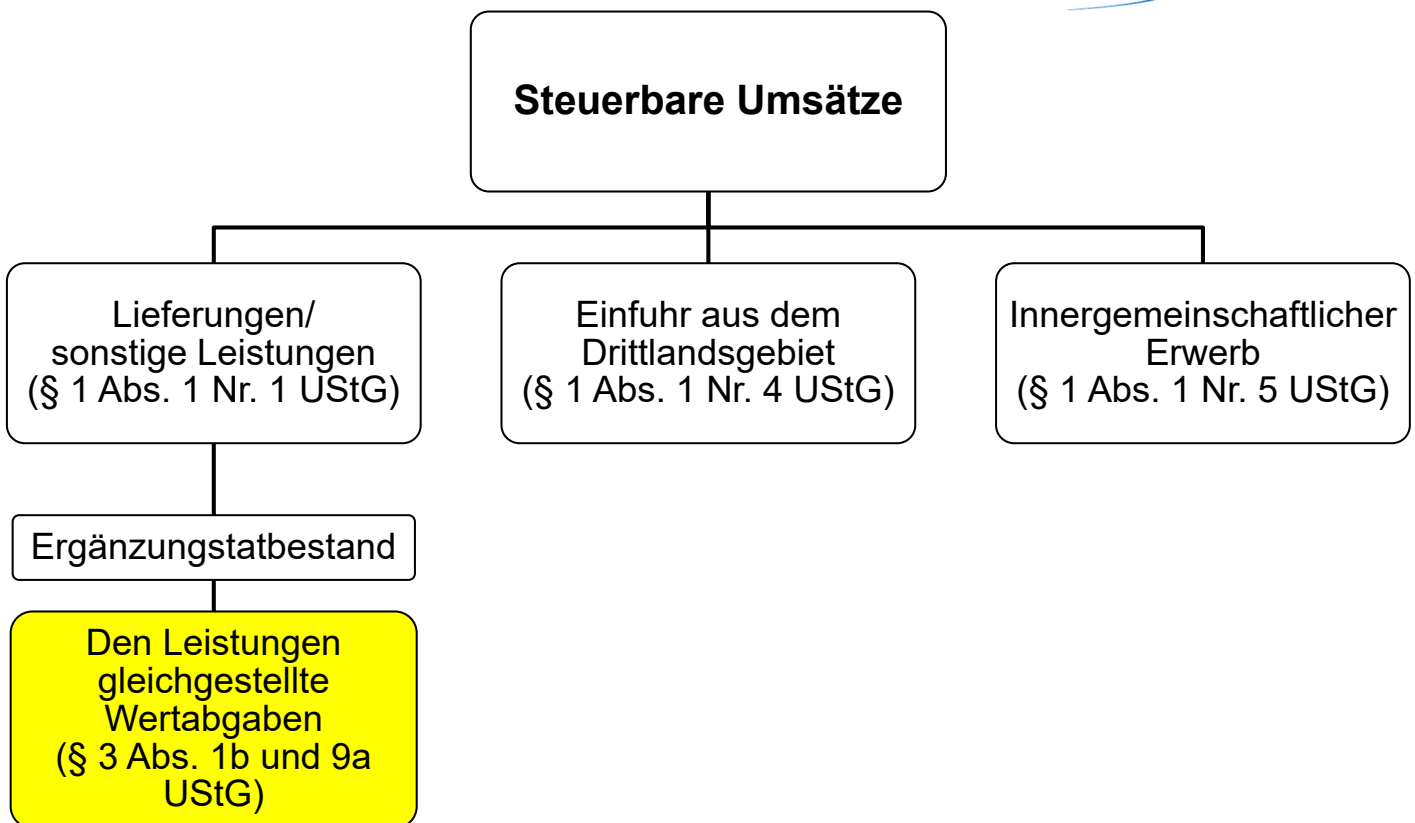 Steuerbare Umsätze
Lieferungen/
sonstige Leistungen
(§ 1 Abs. 1 Nr. 1 UStG)
Einfuhr aus dem
Drittlandsgebiet
(§ 1 Abs. 1 Nr. 4 UStG)
Innergemeinschaftlicher
Erwerb
(§ 1 Abs. 1 Nr. 5 UStG)
Ergänzungstatbestand
Den Leistungen
gleichgestellte
Wertabgaben
(§ 3 Abs. 1b und 9a
UStG)